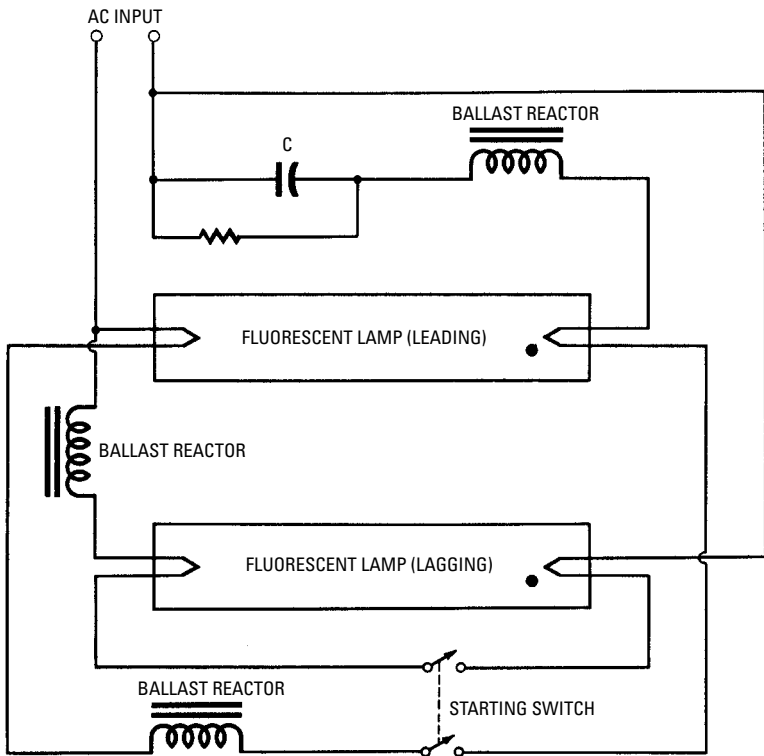 AC INPUT
BALLAST REACTOR
C
FLUORESCENT LAMP (LEADING)
BALLAST REACTOR
FLUORESCENT LAMP (LAGGING)
BALLAST REACTOR
STARTING SWITCH